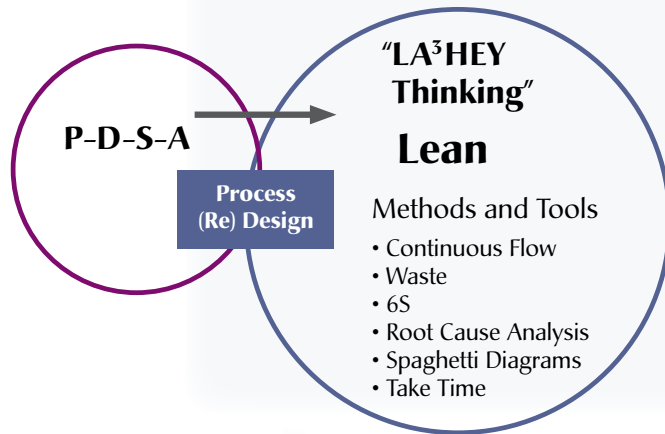 P-D-S-A
Process
(Re) Design
“LA³HEY
Thinking”
Lean
Methods and Tools
• Continuous Flow
• Waste
• 6S
• Root Cause Analysis
• Spaghetti Diagrams
• Take Time